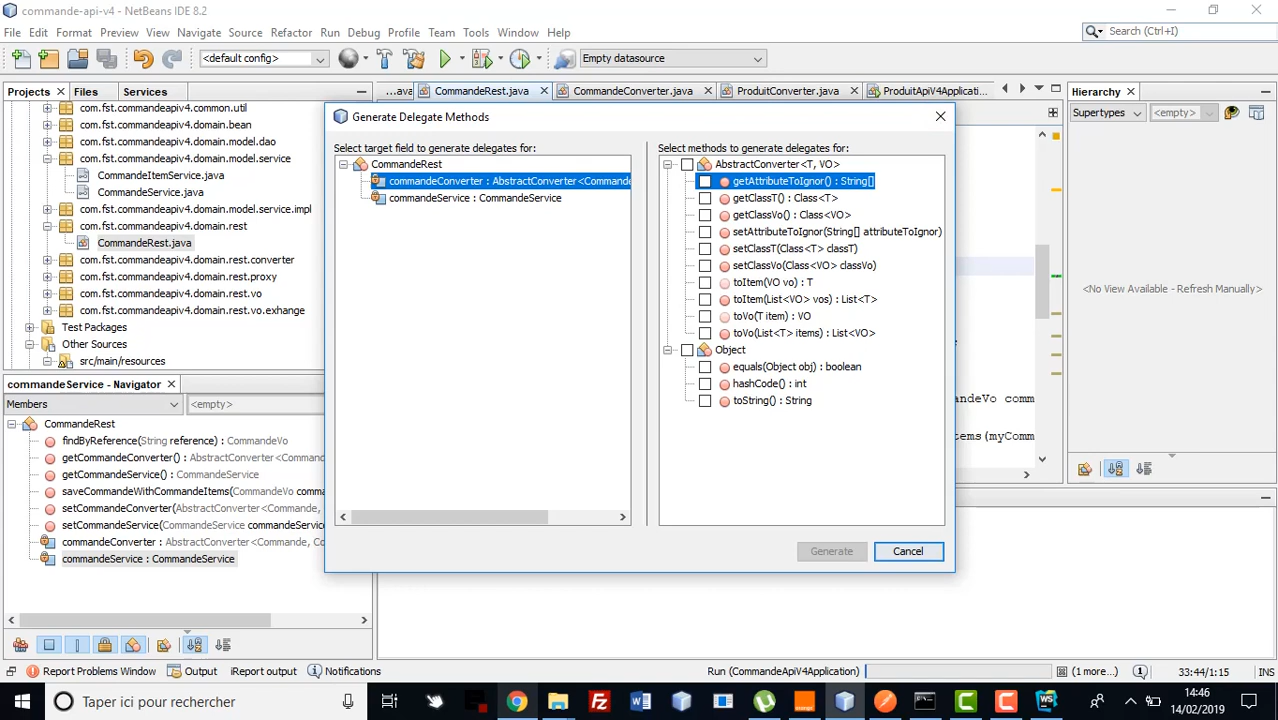 commande-api-v4 - NetBeans IDE 8.2
File Edit Format Preview View Navigate Source Refactor Run Debug Profile Team Tools Window Help
Search (Ctrl+I)
<default config>
Empty datasource
Projects Files Services
...ava CommandeRest.java CommandeConverter.java ProduitConverter.java ProduitApiV4Applicatio...
Hierarchy
Supertypes <empty>
<No View Available - Refresh Manually>
com.fst.commandeapiv4.common.util
com.fst.commandeapiv4.domain.bean
com.fst.commandeapiv4.domain.model.dao
com.fst.commandeapiv4.domain.model.service
CommandeItemService.java
CommandeService.java
com.fst.commandeapiv4.domain.model.service.impl
com.fst.commandeapiv4.domain.rest
CommandeRest.java
com.fst.commandeapiv4.domain.rest.converter
com.fst.commandeapiv4.domain.rest.proxy
com.fst.commandeapiv4.domain.rest.vo
com.fst.commandeapiv4.domain.rest.vo.exhange
Test Packages
Other Sources
src/main/resources
commandeService - Navigator
Members <empty>
CommandeRest
findByReference(String reference) : CommandeVo
getCommandeConverter() : AbstractConverter<Comman
getCommandeService() : CommandeService
saveCommandeWithCommandeItems(CommandeVo comma
setCommandeConverter(AbstractConverter<Commande,
setCommandeService(CommandeService commandeServic
commandeConverter : AbstractConverter<Commande, Co
commandeService : CommandeService
Generate Delegate Methods
Select target field to generate delegates for:
CommandeRest
commandeConverter : AbstractConverter<Commande
commandeService : CommandeService
Select methods to generate delegates for:
AbstractConverter<T, VO>
getAttributeToIgnor() : String[]
getClassT() : Class<T>
getClassVo() : Class<VO>
setAttributeToIgnor(String[] attributeToIgnor)
setClassT(Class<T> classT)
setClassVo(Class<VO> classVo)
toItem(VO vo) : T
toItem(List<VO> vos) : List<T>
toVo(T item) : VO
toVo(List<T> items) : List<VO>
Object
equals(Object obj) : boolean
hashCode() : int
toString() : String
Generate Cancel
andeVo comm
tems(myComm
Report Problems Window Output iReport output Notifications
Run (CommandeApiV4Application) (1 more...) 33:44/1:15 INS
Taper ici pour rechercher
14:46
14/02/2019